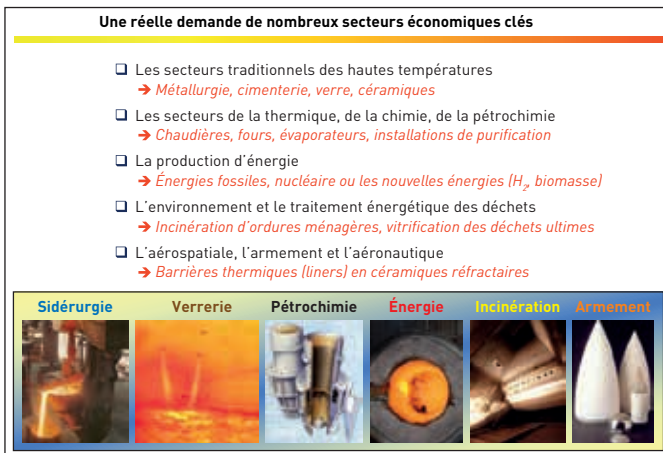 Une réelle demande de nombreux secteurs économiques clés
❑ Les secteurs traditionnels des hautes températures
➔ Métallurgie, cimenterie, verre, céramiques
❑ Les secteurs de la thermique, de la chimie, de la pétrochimie
➔ Chaudières, fours, évaporateurs, installations de purification
❑ La production d'énergie
➔ Énergies fossiles, nucléaire ou les nouvelles énergies (H₂, biomasse)
❑ L'environnement et le traitement énergétique des déchets
➔ Incinération d'ordures ménagères, vitrification des déchets ultimes
❑ L'aérospatiale, l'armement et l'aéronautique
➔ Barrières thermiques (liners) en céramiques réfractaires
Sidérurgie Verrerie Pétrochimie Énergie Incinération Armement